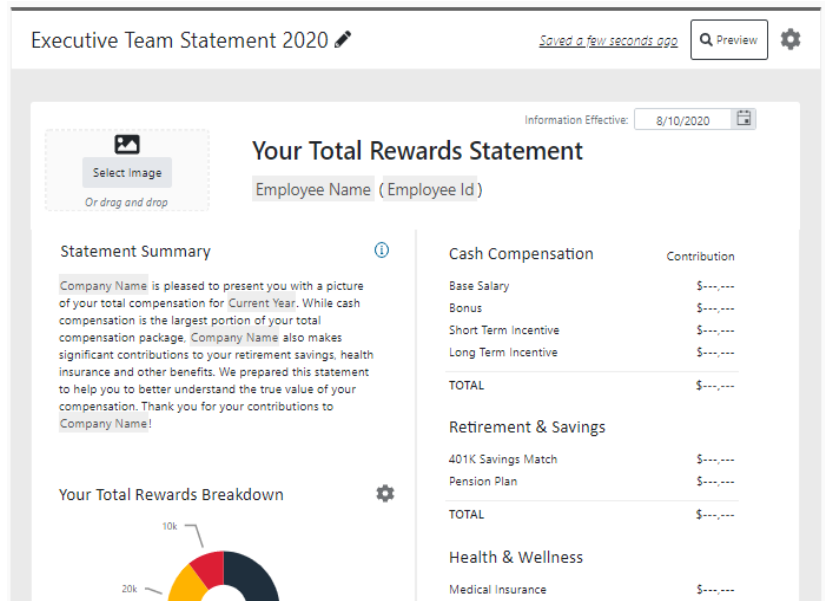 Executive Team Statement 2020
Saved a few seconds ago
Preview
Information Effective: 8/10/2020
Select Image
Or drag and drop
Your Total Rewards Statement
Employee Name (Employee Id)
Statement Summary
Company Name is pleased to present you with a picture
of your total compensation for Current Year. While cash
compensation is the largest portion of your total
compensation package, Company Name also makes
significant contributions to your retirement savings, health
insurance and other benefits. We prepared this statement
to help you to better understand the true value of your
compensation. Thank you for your contributions to
Company Name!
Your Total Rewards Breakdown
10k
20k
Cash Compensation Contribution
Base Salary $---,---
Bonus $---,---
Short Term Incentive $---,---
Long Term Incentive $---,---
TOTAL $---,---
Retirement & Savings
401K Savings Match $---,---
Pension Plan $---,---
TOTAL $---,---
Health & Wellness
Medical Insurance $---,---